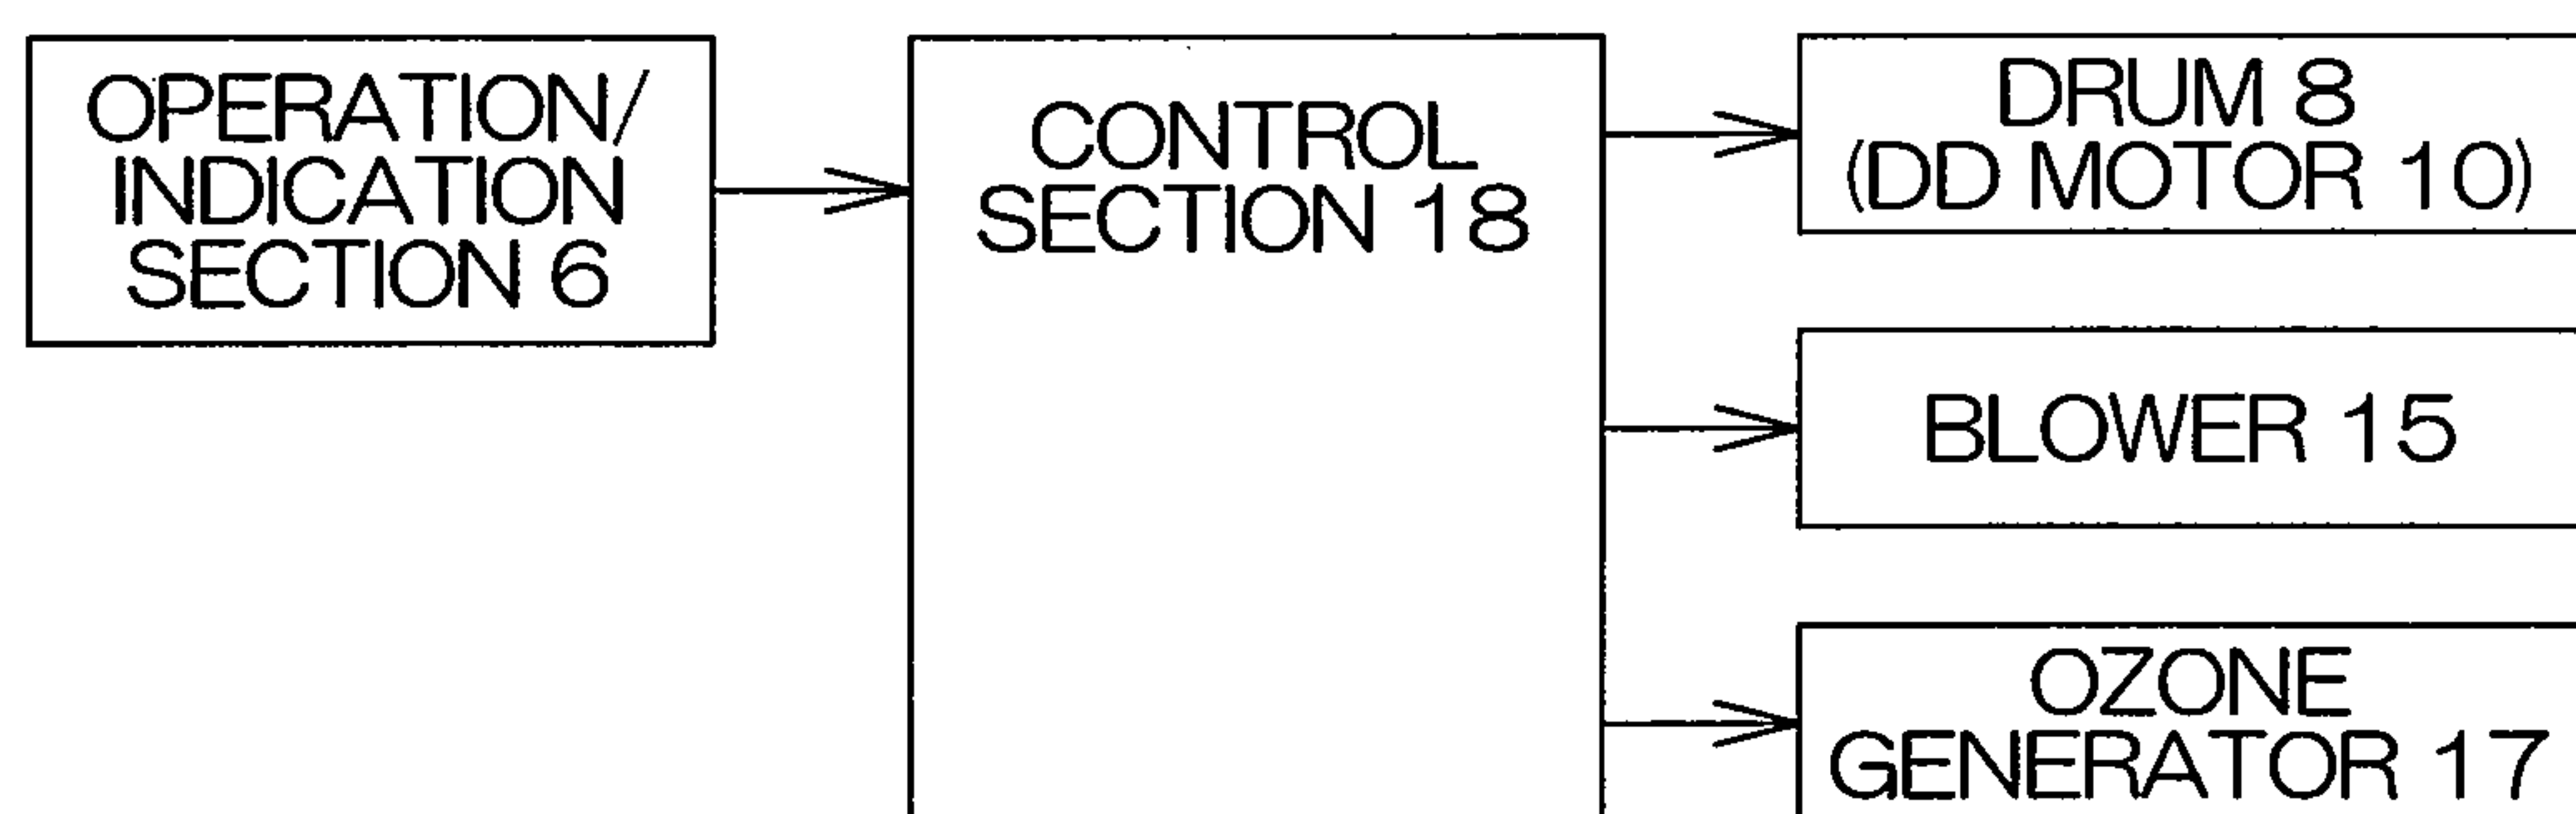 OPERATION/
INDICATION
SECTION 6
CONTROL
SECTION 18
DRUM 8
(DD MOTOR 10)
BLOWER 15
OZONE
GENERATOR 17